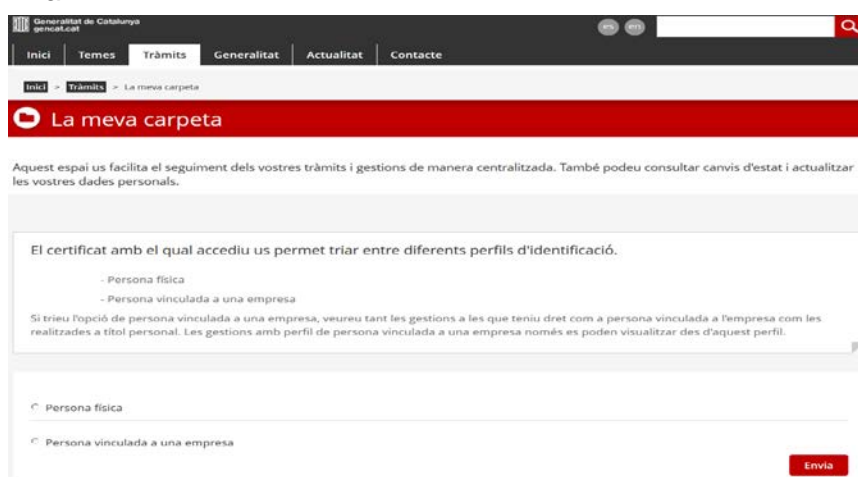 Generalitat de Catalunya
gencat.cat
es en
Inici Temes Tràmits Generalitat Actualitat Contacte
Inici > Tràmits > La meva carpeta
La meva carpeta
Aquest espai us facilita el seguiment dels vostres tràmits i gestions de manera centralitzada. També podeu consultar canvis d'estat i actualitzar
les vostres dades personals.
El certificat amb el qual accediu us permet triar entre diferents perfils d'identificació.
- Persona física
- Persona vinculada a una empresa
Si trieu l'opció de persona vinculada a una empresa, veureu tant les gestions a les que teniu dret com a persona vinculada a l'empresa com les
realitzades a títol personal. Les gestions amb perfil de persona vinculada a una empresa només es poden visualitzar des d'aquest perfil.
Persona física
Persona vinculada a una empresa
Envia